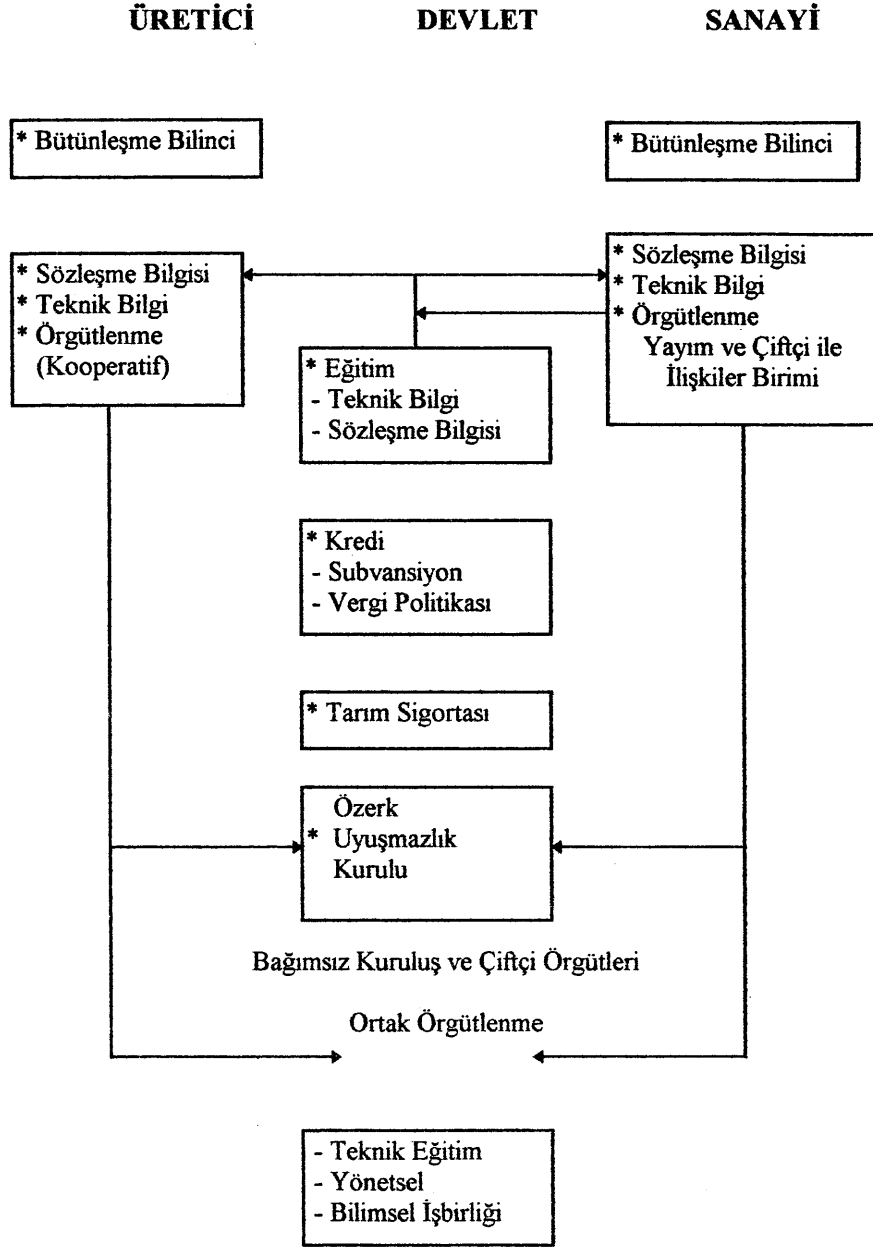 ÜRETİCİ DEVLET SANAYİ
* Bütünleşme Bilinci
* Bütünleşme Bilinci
* Sözleşme Bilgisi
* Teknik Bilgi
* Örgütlenme
(Kooperatif)
* Sözleşme Bilgisi
* Teknik Bilgi
* Örgütlenme
Yayım ve Çiftçi ile
İlişkiler Birimi
* Eğitim
- Teknik Bilgi
- Sözleşme Bilgisi
* Kredi
- Subvansiyon
- Vergi Politikası
* Tarım Sigortası
Özerk
* Uyuşmazlık
Kurulu
Bağımsız Kuruluş ve Çiftçi Örgütleri
Ortak Örgütlenme
- Teknik Eğitim
- Yönetsel
- Bilimsel İşbirliği